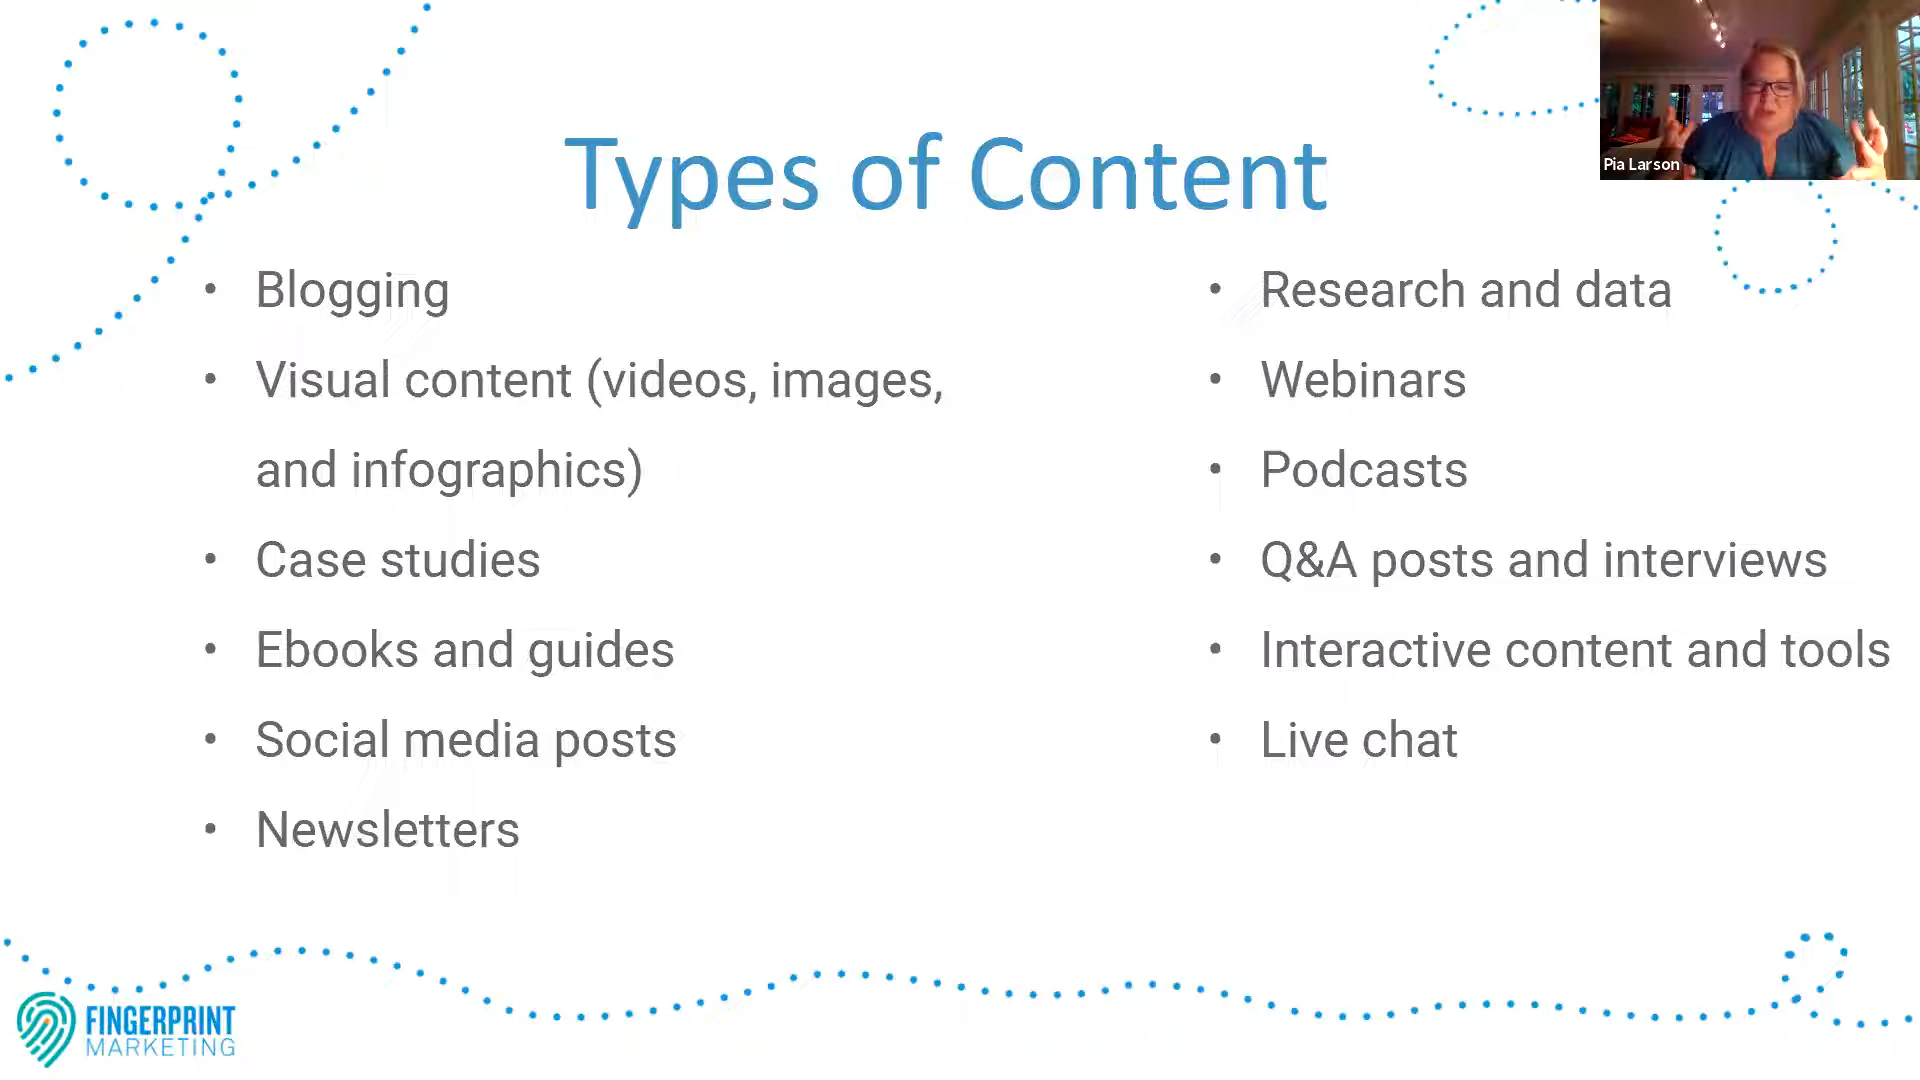 Types of Content
Pia Larson
• Blogging
• Visual content (videos, images,
and infographics)
• Case studies
• Ebooks and guides
• Social media posts
• Newsletters
• Research and data
• Webinars
• Podcasts
• Q&A posts and interviews
• Interactive content and tools
• Live chat
FINGERPRINT
MARKETING